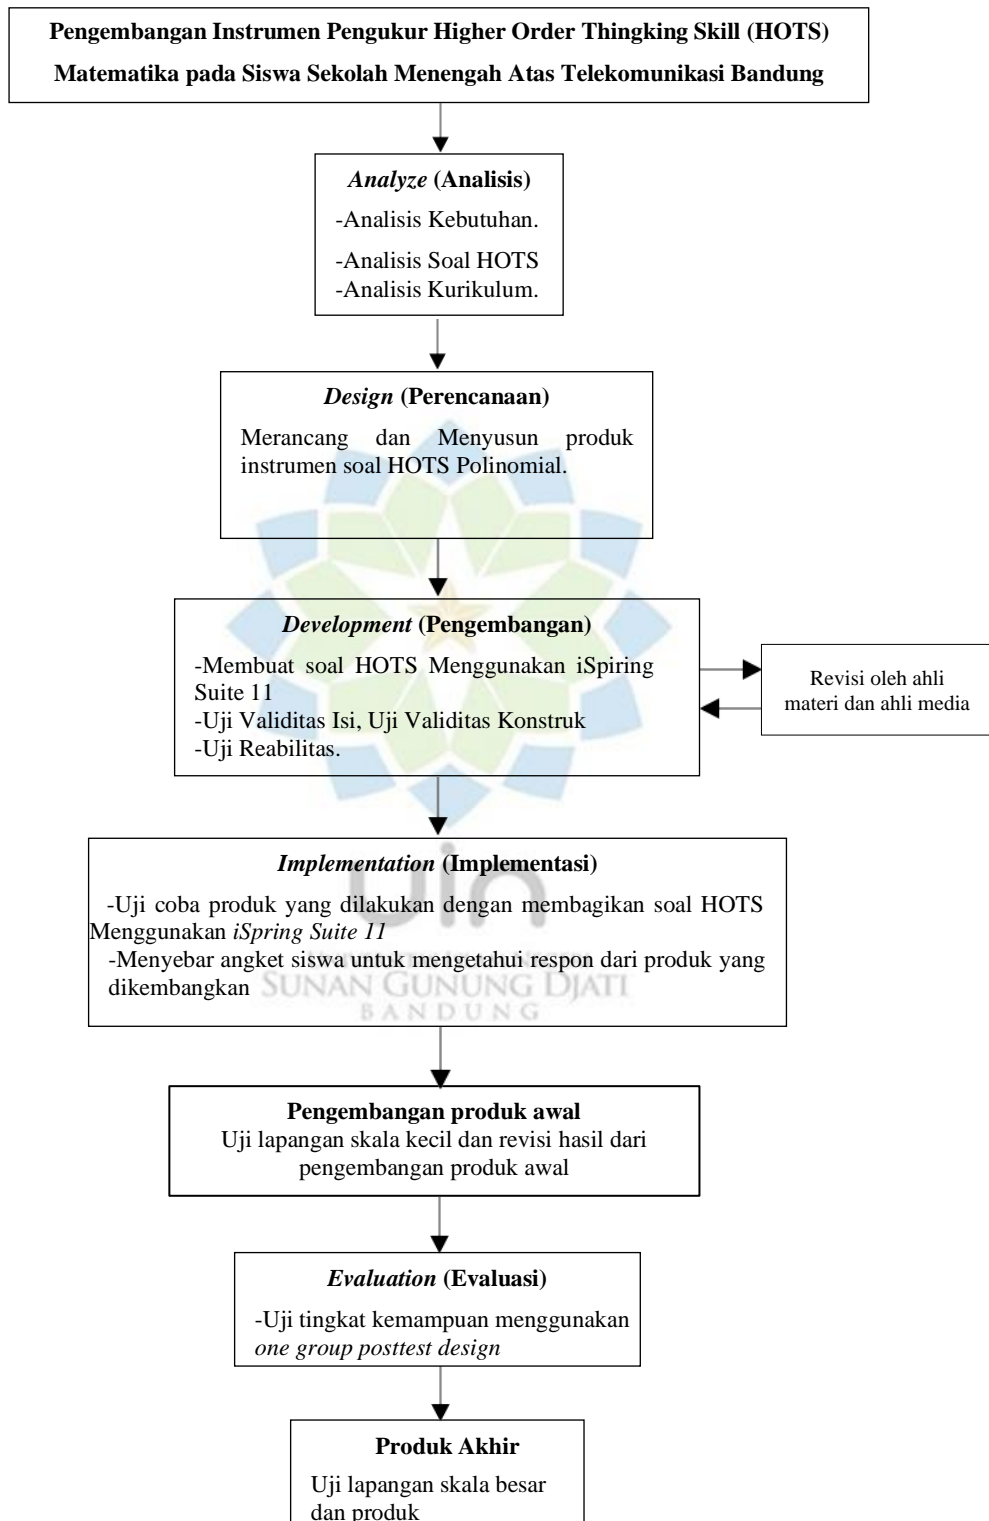 Pengembangan Instrumen Pengukur Higher Order Thingking Skill (HOTS)
Matematika pada Siswa Sekolah Menengah Atas Telekomunikasi Bandung
Analyze (Analisis)
-Analisis Kebutuhan.
-Analisis Soal HOTS
-Analisis Kurikulum.
Design (Perencanaan)
Merancang dan Menyusun produk
instrumen soal HOTS Polinomial.
Development (Pengembangan)
-Membuat soal HOTS Menggunakan iSpiring
Suite 11
-Uji Validitas Isi, Uji Validitas Konstruk
-Uji Reabilitas.
Revisi oleh ahli
materi dan ahli media
Implementation (Implementasi)
-Uji coba produk yang dilakukan dengan membagikan soal HOTS
Menggunakan iSpring Suite 11
-Menyebar angket siswa untuk mengetahui respon dari produk yang
dikembangkan
uin
SUNAN GUNUNG DJATI
BANDUNG
Pengembangan produk awal
Uji lapangan skala kecil dan revisi hasil dari
pengembangan produk awal
Evaluation (Evaluasi)
-Uji tingkat kemampuan menggunakan
one group posttest design
Produk Akhir
Uji lapangan skala besar
dan produk